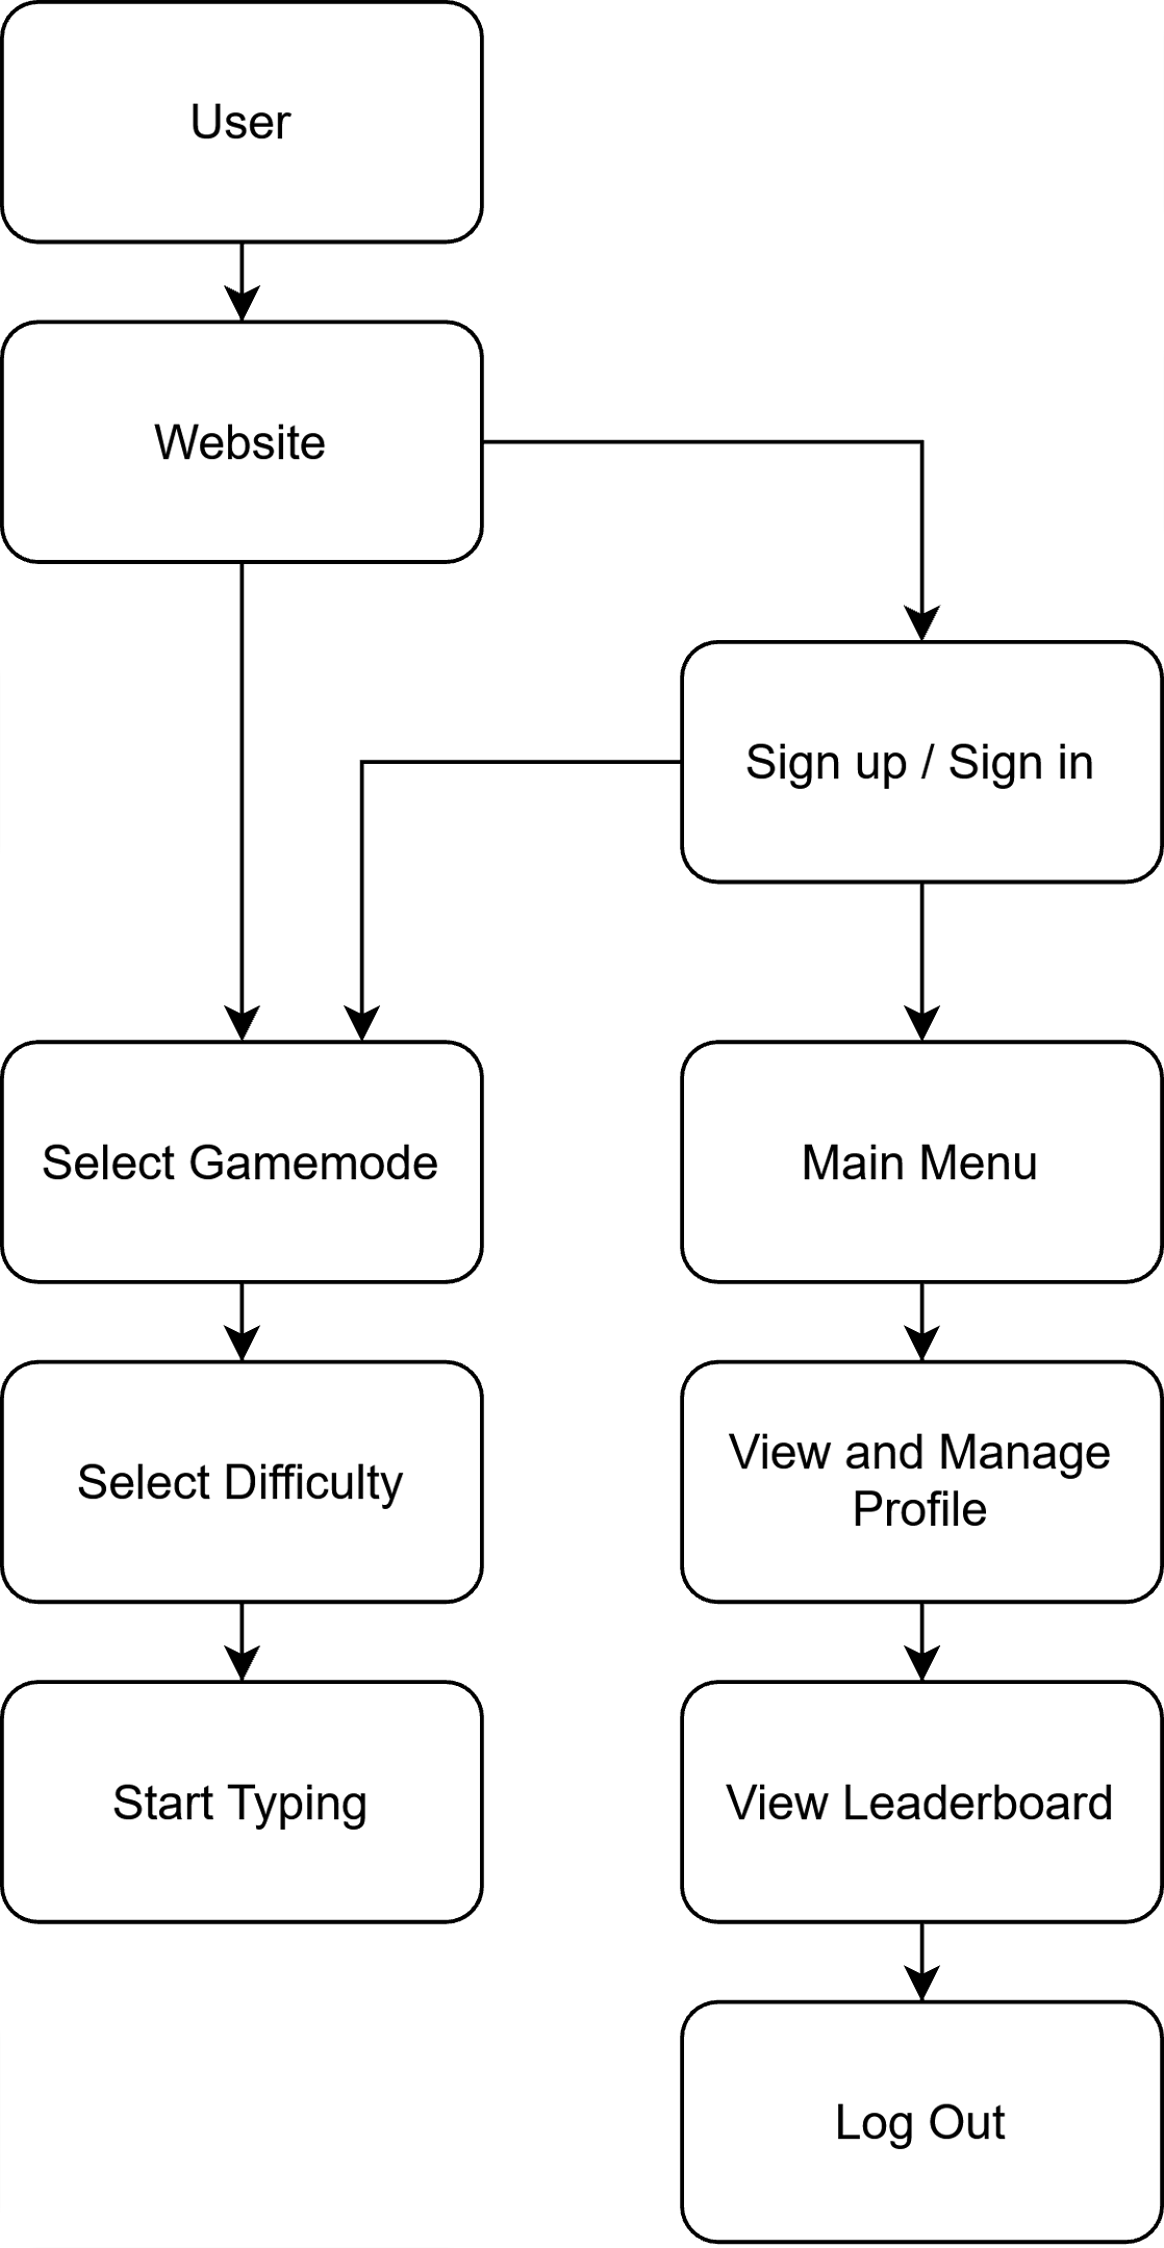 User
Website
Sign up / Sign in
Select Gamemode
Main Menu
Select Difficulty
View and Manage
Profile
Start Typing
View Leaderboard
Log Out